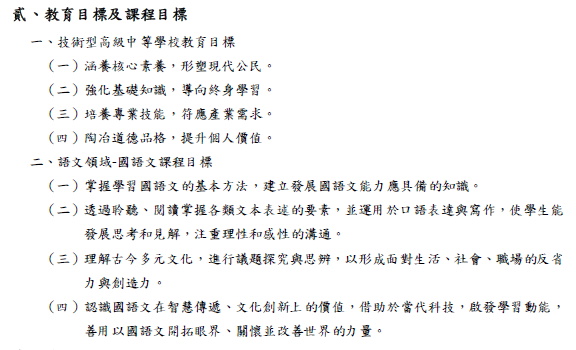 貳、教育目標及課程目標
一、技術型高級中等學校教育目標
（一）涵養核心素養，形塑現代公民。
（二）強化基礎知識，導向終身學習。
（三）培養專業技能，符應產業需求。
（四）陶冶道德品格，提升個人價值。
二、語文領域-國語文課程目標
（一）掌握學習國語文的基本方法，建立發展國語文能力應具備的知識。
（二）透過聆聽、閱讀掌握各類文本表述的要素，並運用於口語表達與寫作，使學生能
發展思考和見解，注重理性和感性的溝通。
（三）理解古今多元文化，進行議題探究與思辨，以形成面對生活、社會、職場的反省
力與創造力。
（四）認識國語文在智慧傳遞、文化創新上的價值，借助於當代科技，啟發學習動能，
善用以國語文開拓眼界、關懷並改善世界的力量。